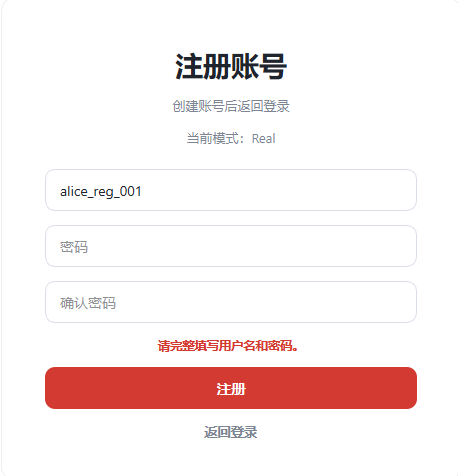 注册账号
创建账号后返回登录
当前模式：Real
alice_reg_001
密码
确认密码
请完整填写用户名和密码。
注册
返回登录